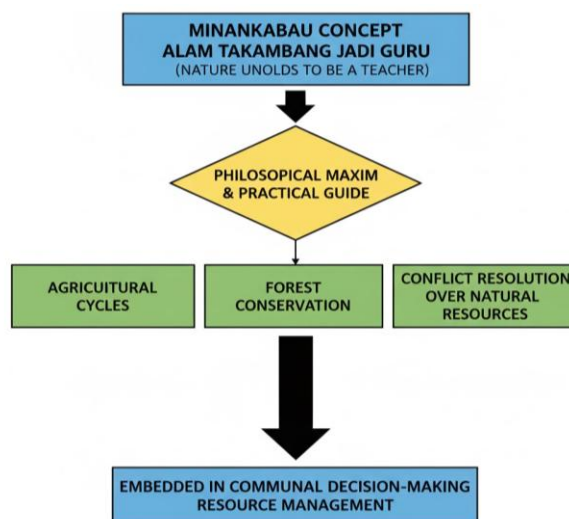 MINANKABAU CONCEPT
ALAM TAKAMBANG JADI GURU
(NATURE UNOLDS TO BE A TEACHER)
PHILOSOPICAL MAXIM
& PRACTICAL GUIDE
AGRICUITURAL
CYCLES
FOREST
CONSERVATION
CONFLICT RESOLUTION
OVER NATURAL
RESOURCES
EMBEDDED IN COMMUNAL DECISION-MAKING
RESOURCE MANAGEMENT